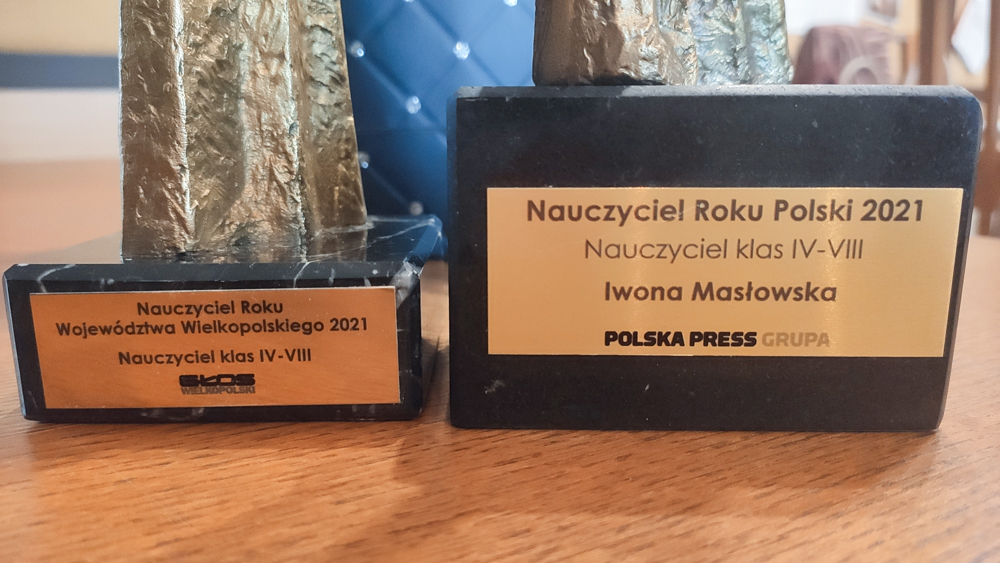 Nauczyciel Roku
Województwa Wielkopolskiego 2021
Nauczyciel klas IV-VIII
GŁOS
WIELKOPOLSKI
Nauczyciel Roku Polski 2021
Nauczyciel klas IV-VIII
Iwona Masłowska
POLSKA PRESS GRUPA